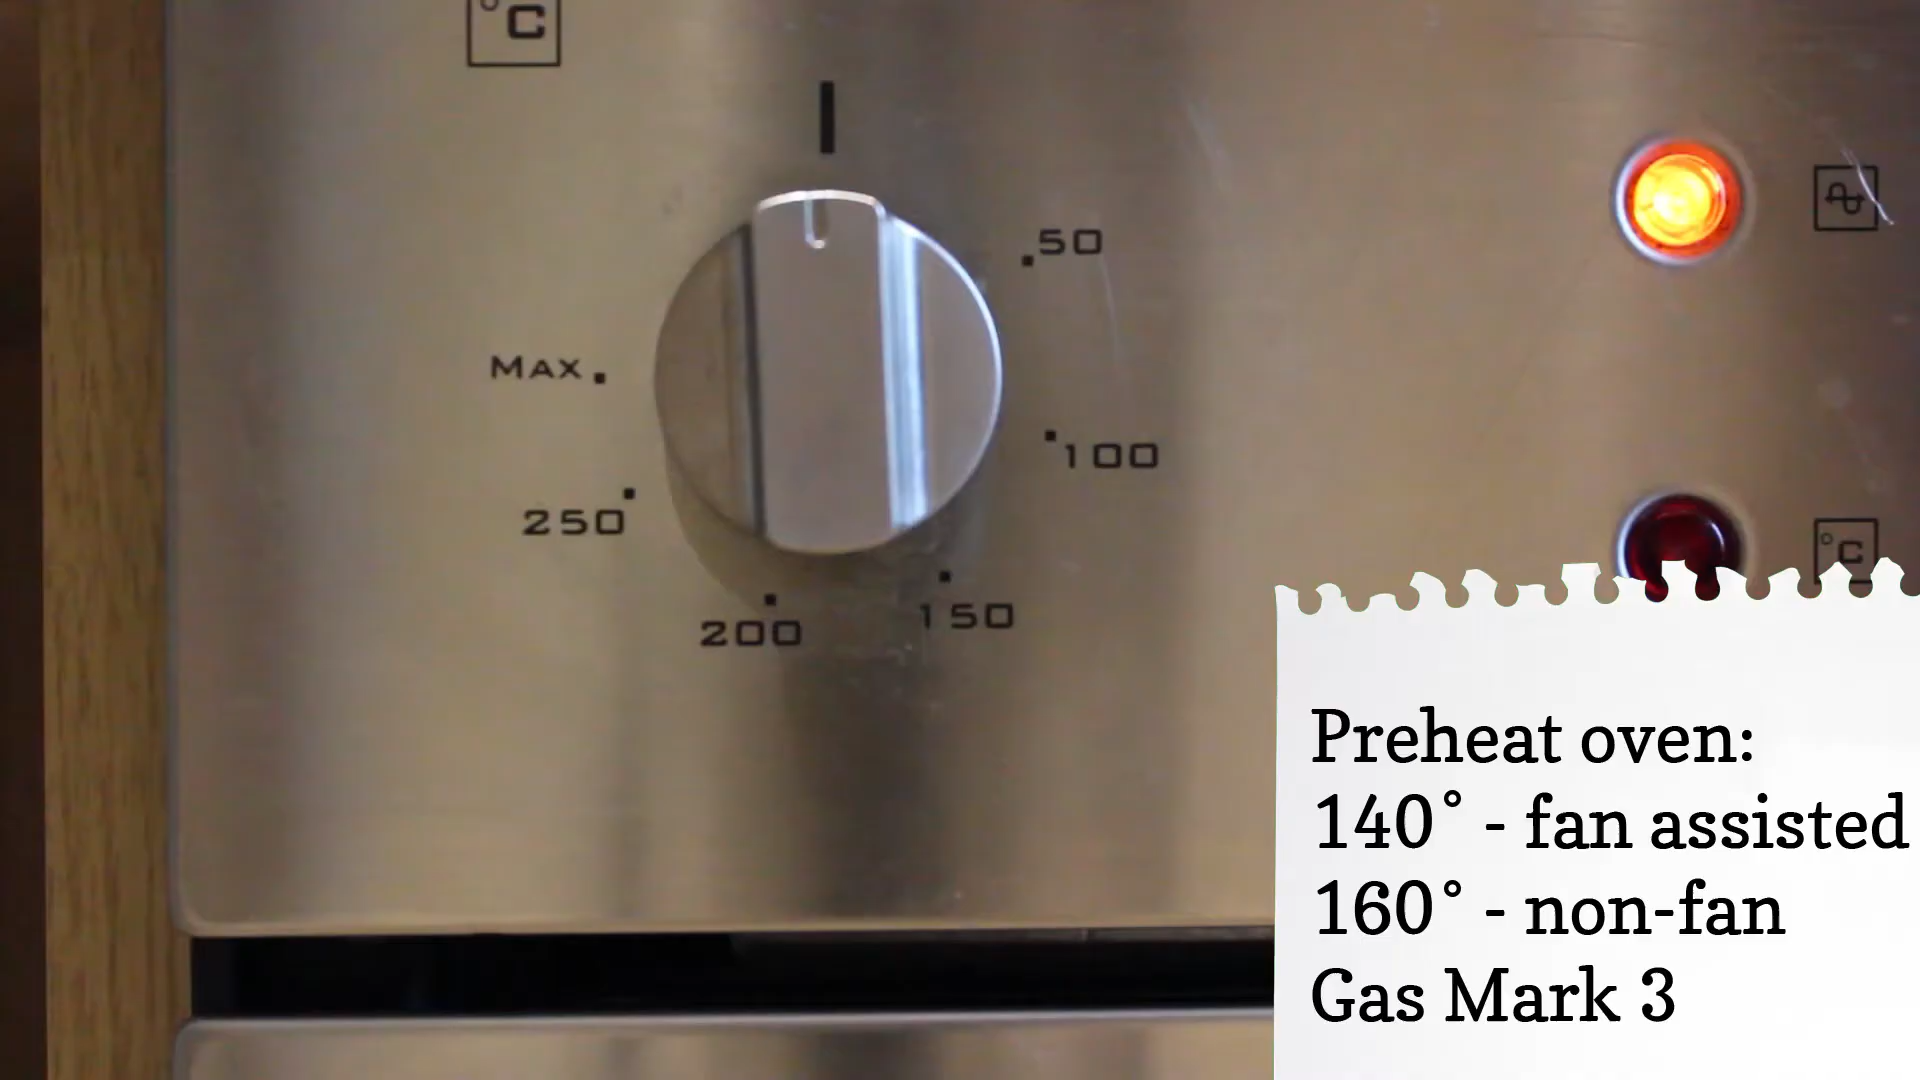 °C
50
MAX
100
250
150
200
°C
Preheat oven:
140° - fan assisted
160° - non-fan
Gas Mark 3